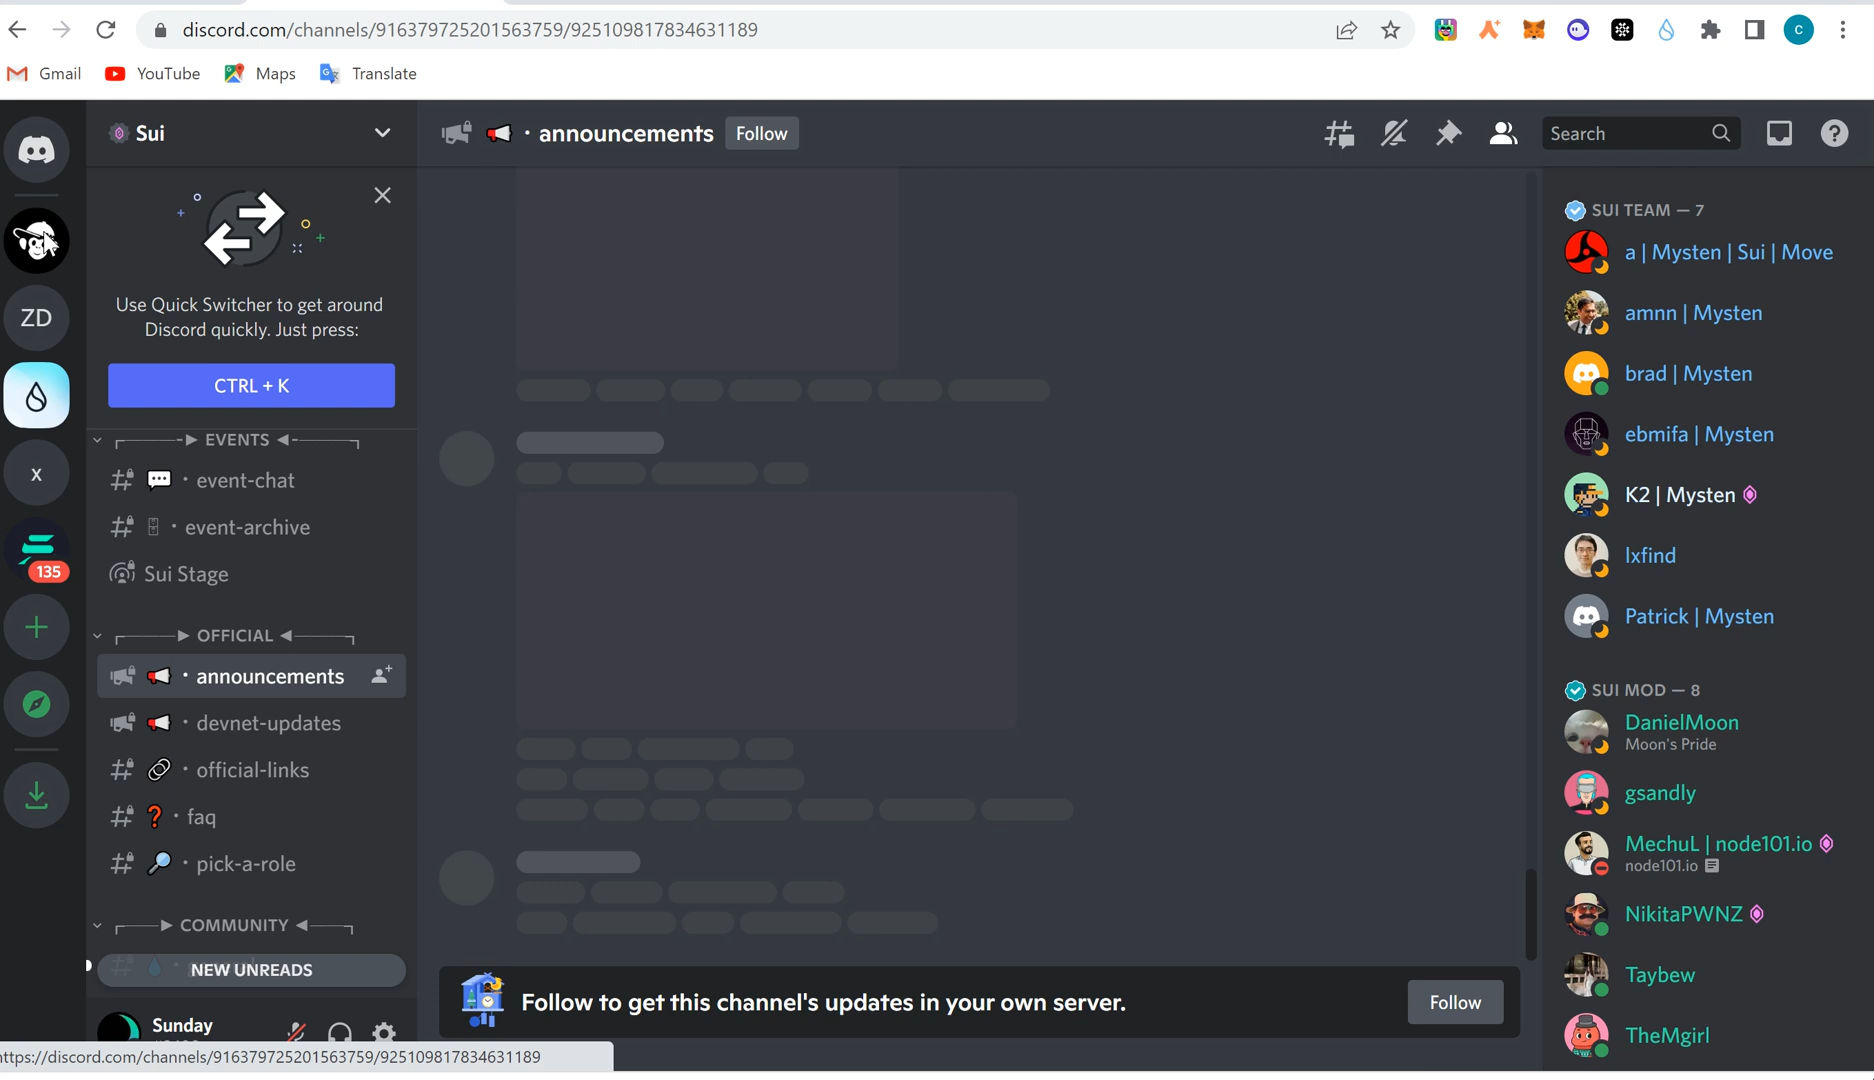 discord.com/channels/916379725201563759/925109817834631189
C
Gmail
YouTube
Maps
Translate
Sui
· announcements
Follow
Search
Use Quick Switcher to get around
Discord quickly. Just press:
CTRL + K
ZD
X
135
EVENTS
· event-chat
· event-archive
Sui Stage
OFFICIAL
· announcements
· devnet-updates
· official-links
· faq
· pick-a-role
COMMUNITY
NEW UNREADS
Sunday
Follow to get this channel's updates in your own server.
Follow
SUI TEAM — 7
a | Mysten | Sui | Move
amnn | Mysten
brad | Mysten
ebmifa | Mysten
K2 | Mysten
lxfind
Patrick | Mysten
SUI MOD — 8
DanielMoon
Moon's Pride
gsandly
MechuL | node101.io
node101.io
NikitaPWNZ
Taybew
TheMgirl
https://discord.com/channels/916379725201563759/925109817834631189